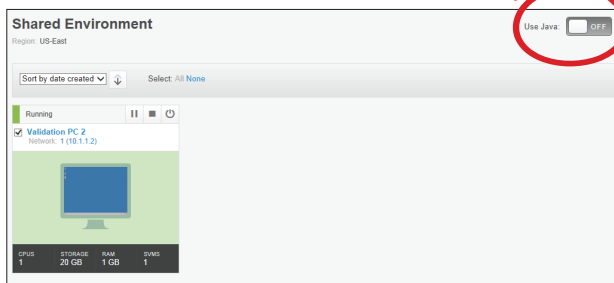 Shared Environment
Use Java: OFF
Region: US-East
Sort by date created Select: All None
Running
Validation PC 2
Network: 1 (10.1.1.2)
CPUS STORAGE RAM SVMS
1 20 GB 1 GB 1